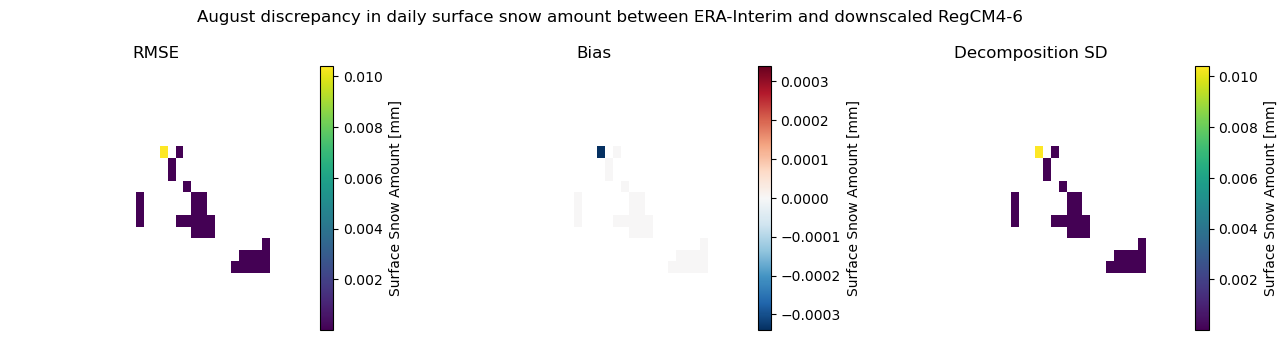 August discrepancy in daily surface snow amount between ERA-Interim and downscaled RegCM4-6
RMSE
Bias
Decomposition SD
0.010
0.008
0.006
0.004
0.002
Surface Snow Amount [mm]
0.0003
0.0002
0.0001
0.0000
−0.0001
−0.0002
−0.0003
Surface Snow Amount [mm]
0.010
0.008
0.006
0.004
0.002
Surface Snow Amount [mm]